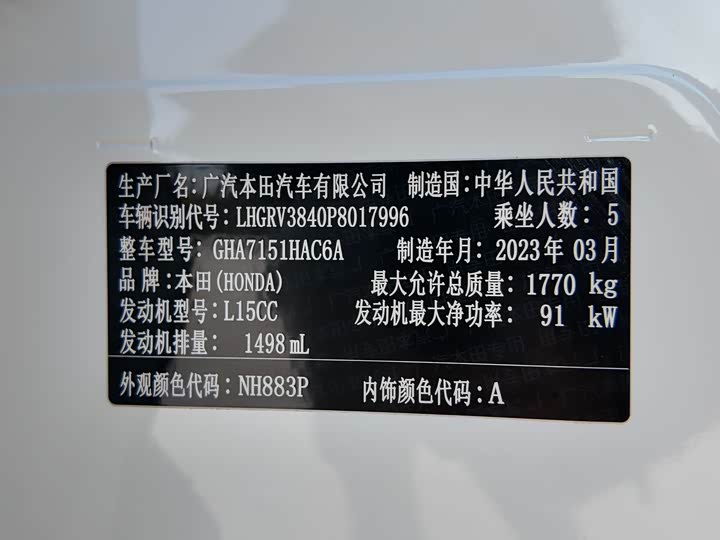 生产厂名：广汽本田汽车有限公司 制造国：中华人民共和国
车辆识别代号：LHGRV3840P8017996 乘坐人数：5
整车型号：GHA7151HAC6A 制造年月：2023年 03月
品 牌：本田(HONDA) 最大允许总质量：1770 kg
发动机型号：L15CC 发动机最大净功率：91 kW
发动机排量：1498 mL
外观颜色代码：NH883P 内饰颜色代码：A